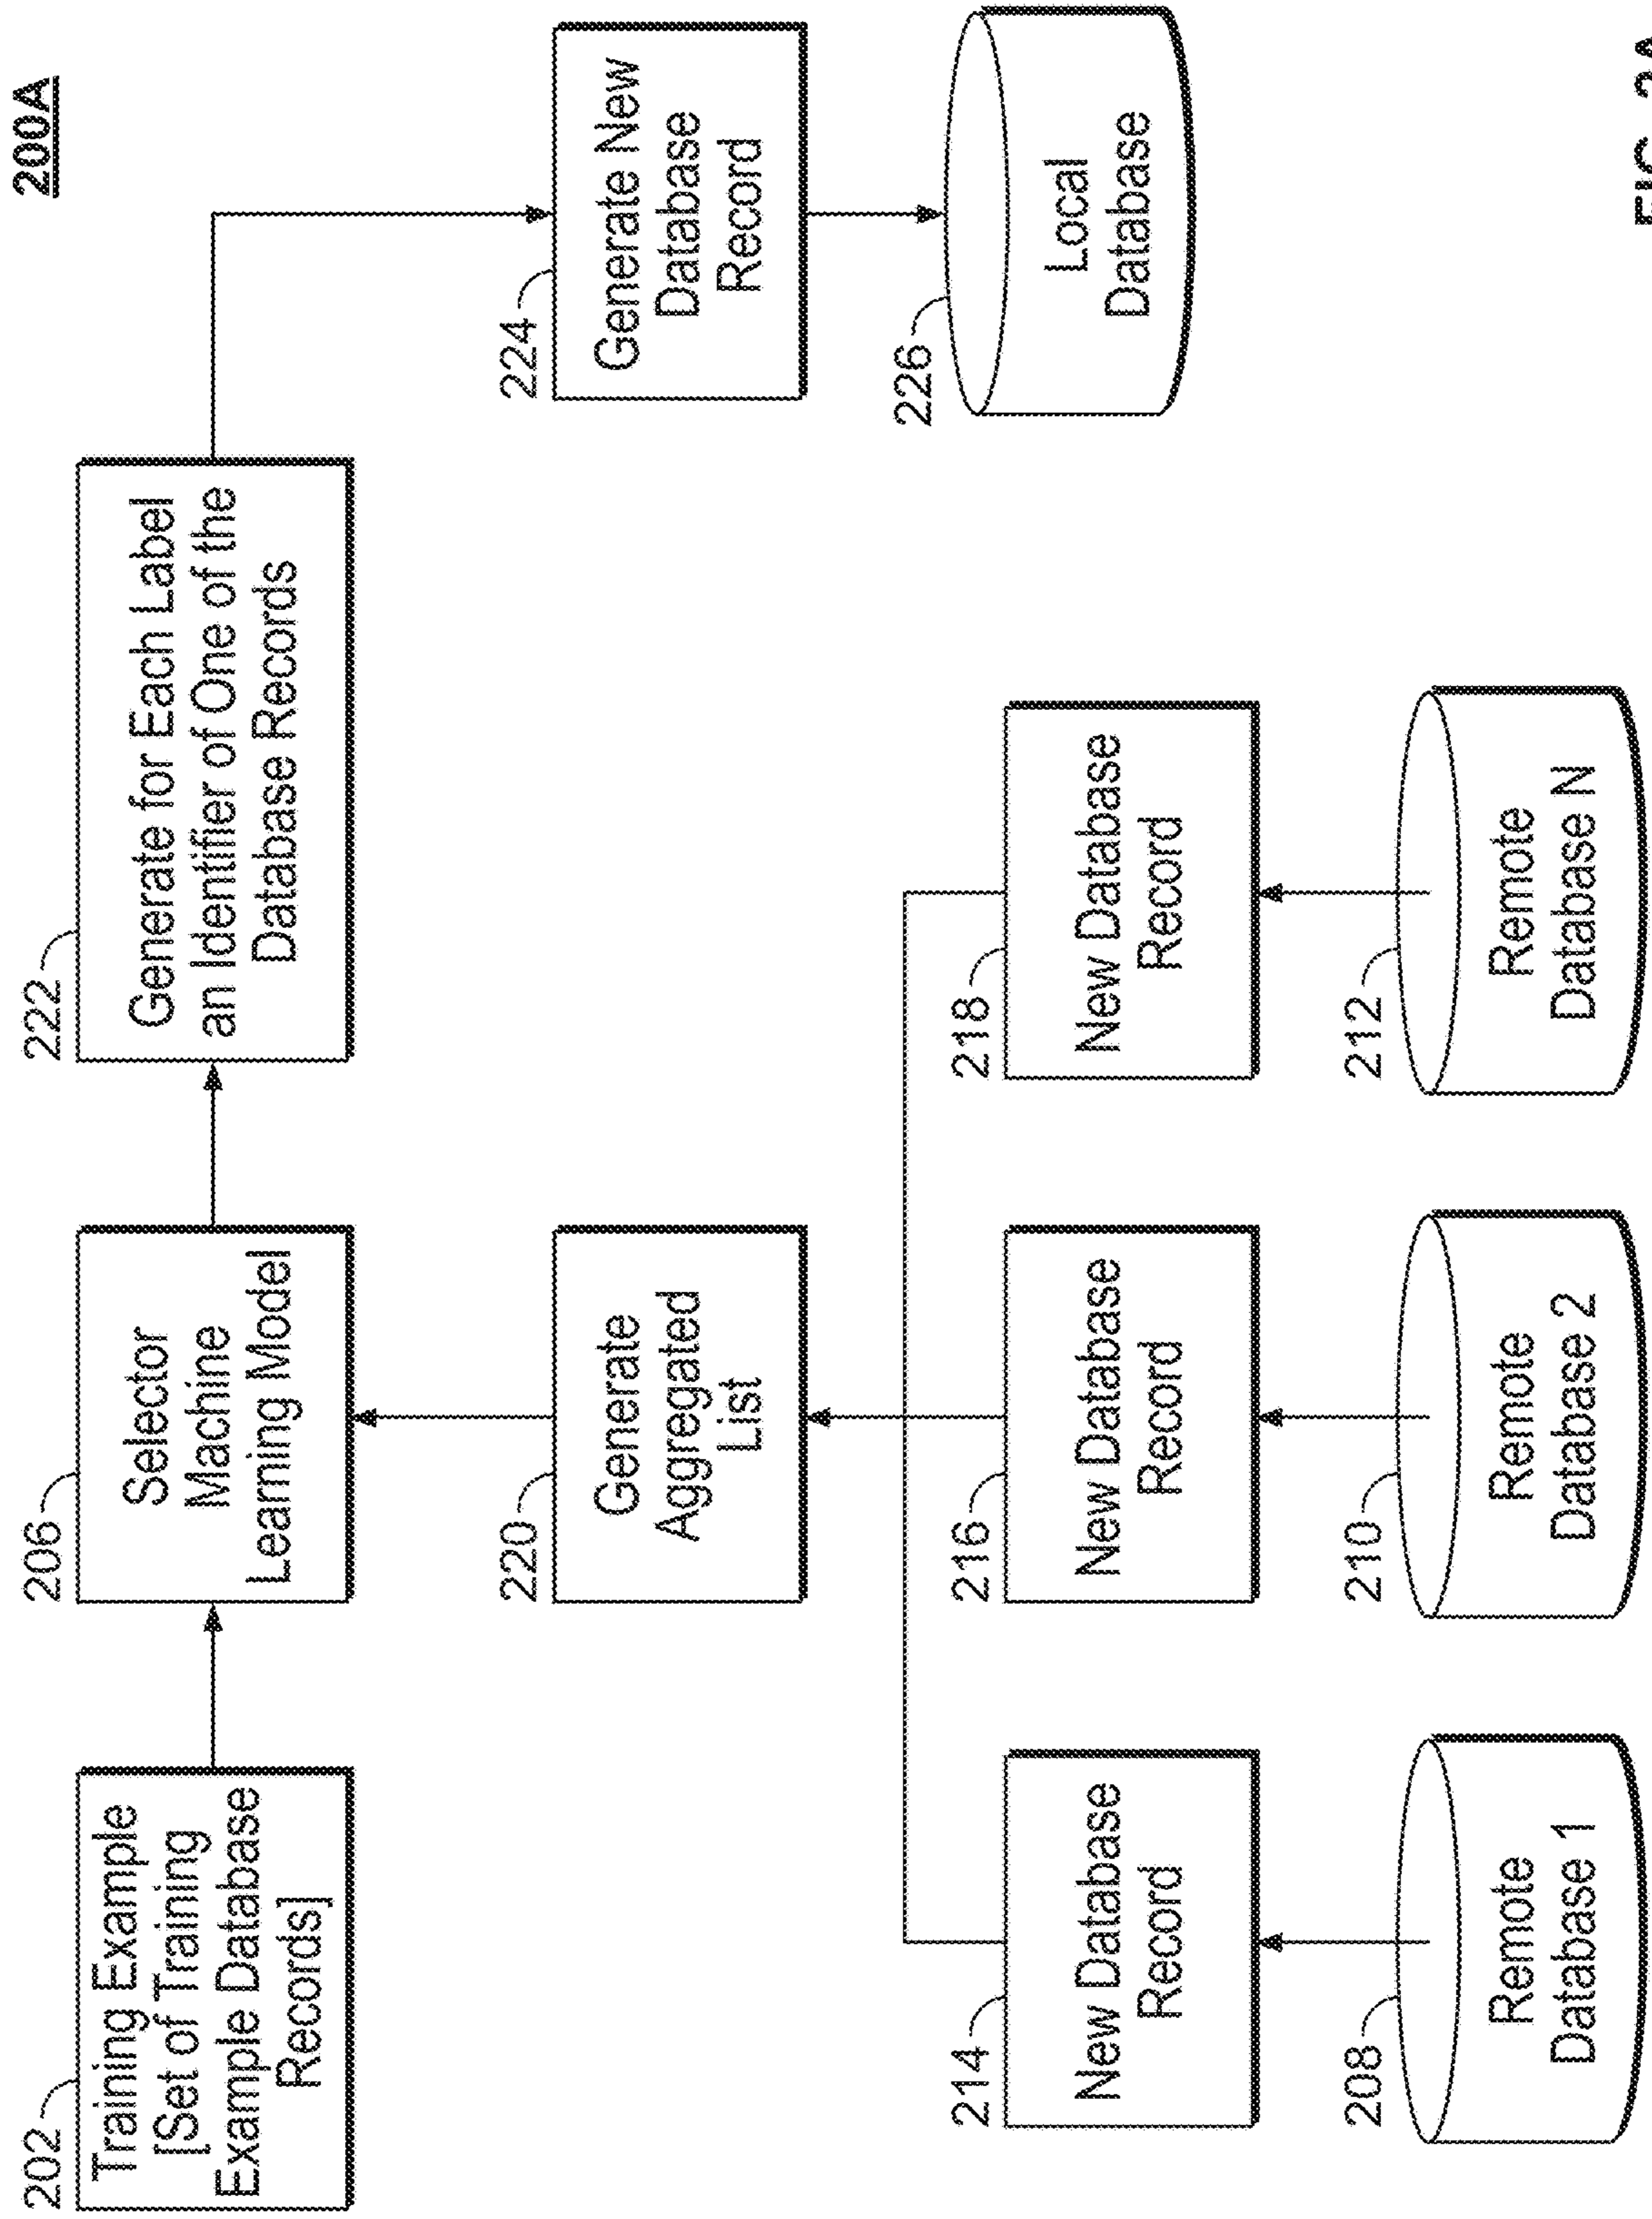 200A
202
Training Example
[Set of Training
Example Database
Records]
206
Selector
Machine
Learning Model
222
Generate for Each Label
an Identifier of One of the
Database Records
224
Generate New
Database
Record
226
Local
Database
220
Generate
Aggregated
List
214
New Database
Record
216
New Database
Record
218
New Database
Record
208
Remote
Database 1
210
Remote
Database 2
212
Remote
Database N
FIG. 2A